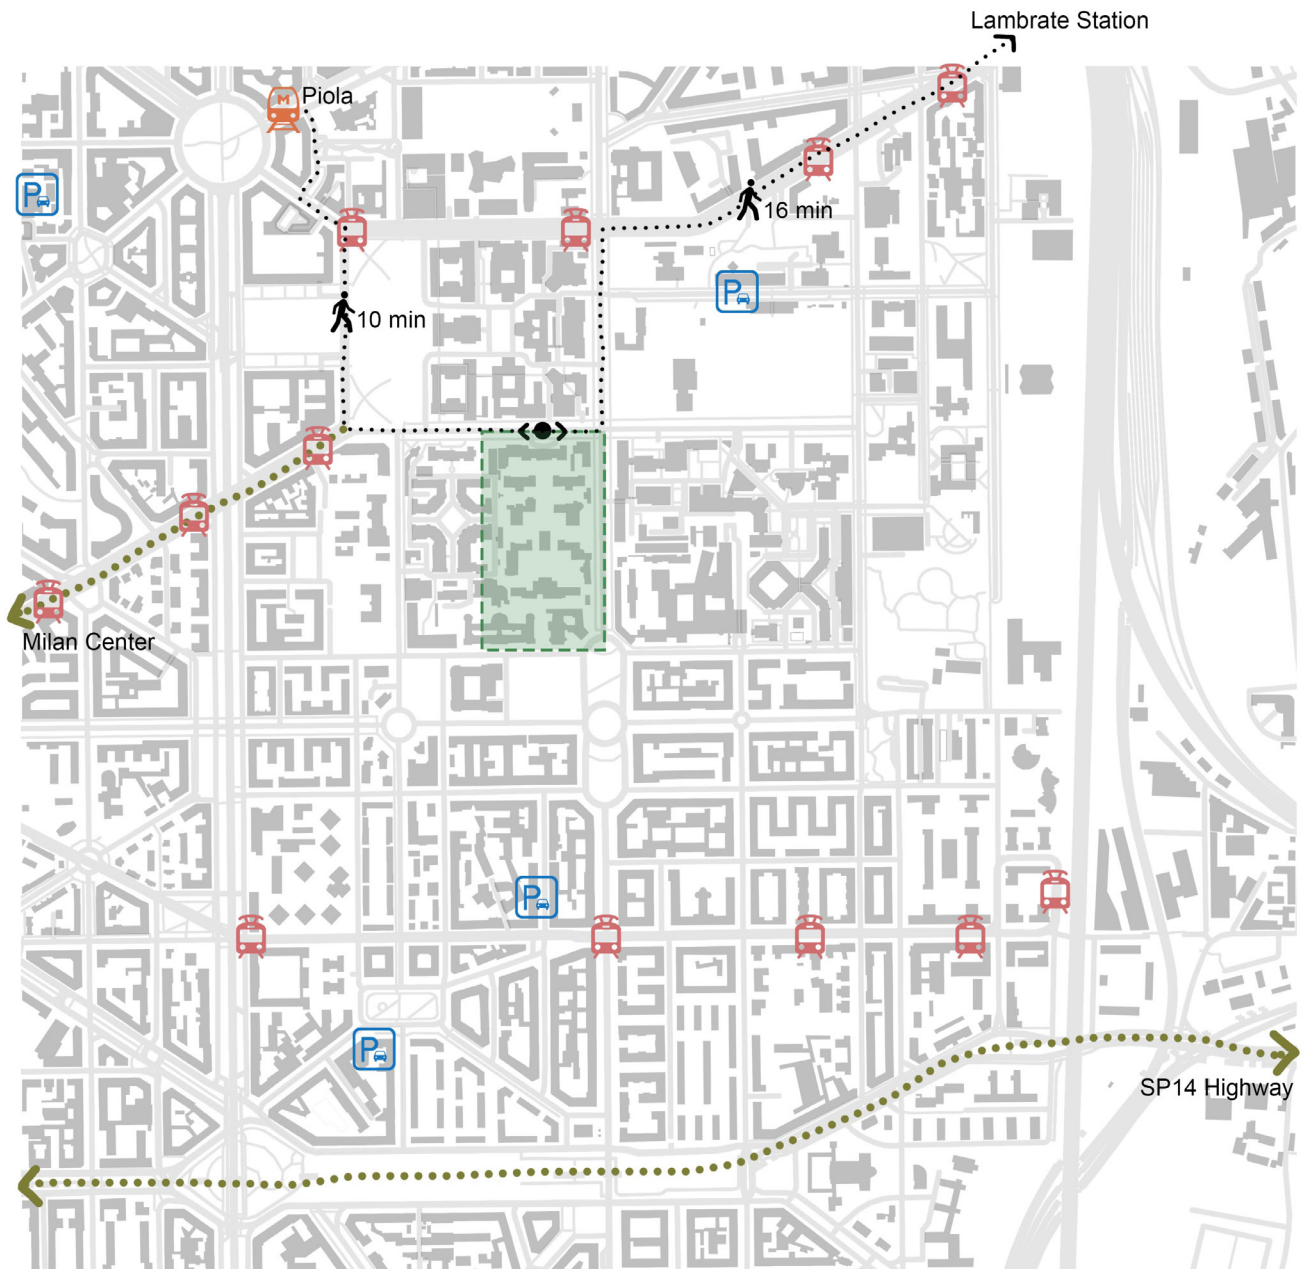 Lambrate Station
M
Piola
P
16 min
P
10 min
Milan Center
P
P
SP14 Highway